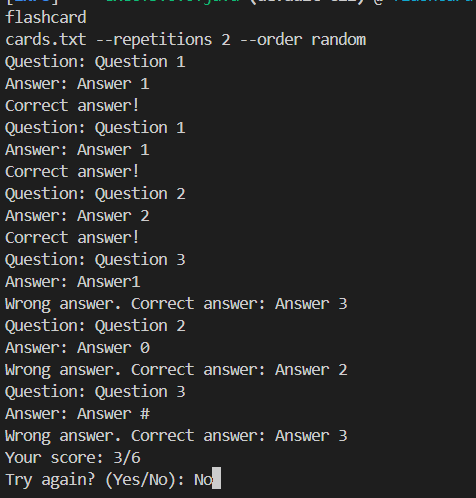 flashcard
cards.txt --repetitions 2 --order random
Question: Question 1
Answer: Answer 1
Correct answer!
Question: Question 1
Answer: Answer 1
Correct answer!
Question: Question 2
Answer: Answer 2
Correct answer!
Question: Question 3
Answer: Answer1
Wrong answer. Correct answer: Answer 3
Question: Question 2
Answer: Answer 0
Wrong answer. Correct answer: Answer 2
Question: Question 3
Answer: Answer #
Wrong answer. Correct answer: Answer 3
Your score: 3/6
Try again? (Yes/No): No